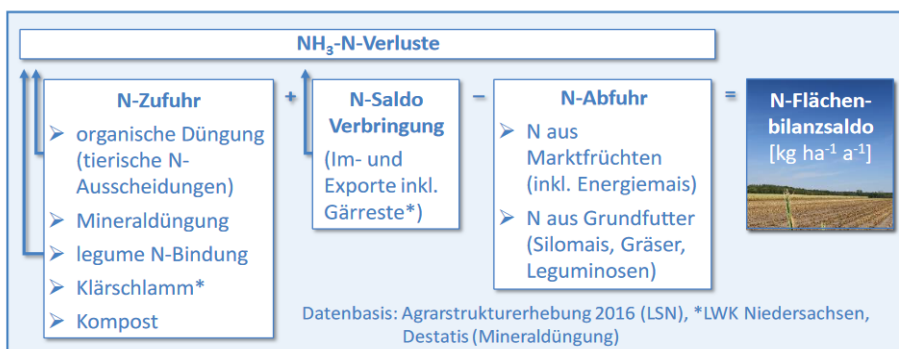 NH₃-N-Verluste
N-Zufuhr
➢ organische Düngung
(tierische N-
Ausscheidungen)
➢ Mineraldüngung
➢ legume N-Bindung
➢ Klärschlamm*
➢ Kompost
+
N-Saldo
Verbringung
(Im- und
Exporte inkl.
Gärreste*)
–
N-Abfuhr
➢ N aus
Marktfrüchten
(inkl. Energiemais)
➢ N aus Grundfutter
(Silomais, Gräser,
Leguminosen)
=
N-Flächen-
bilanzsaldo
[kg ha⁻¹ a⁻¹]
Datenbasis: Agrarstrukturerhebung 2016 (LSN), *LWK Niedersachsen,
Destatis (Mineraldüngung)